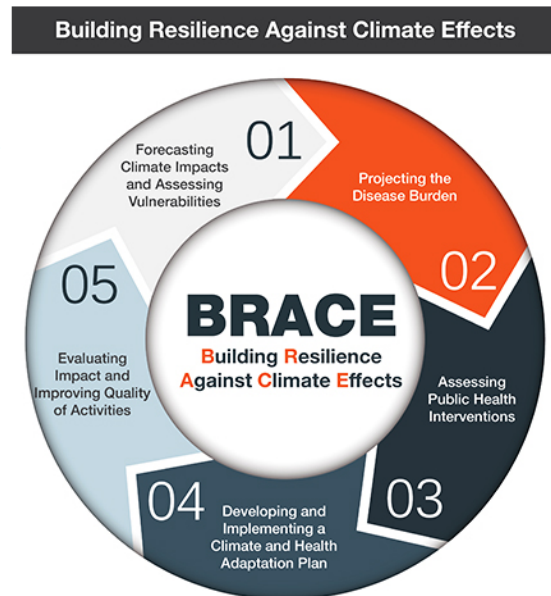 Building Resilience Against Climate Effects
01
Forecasting
Climate Impacts
and Assessing
Vulnerabilities
Projecting the
Disease Burden
02
Assessing
Public Health
Interventions
03
04
Developing and
Implementing a
Climate and Health
Adaptation Plan
05
Evaluating
Impact and
Improving Quality
of Activities
BRACE
Building Resilience
Against Climate Effects